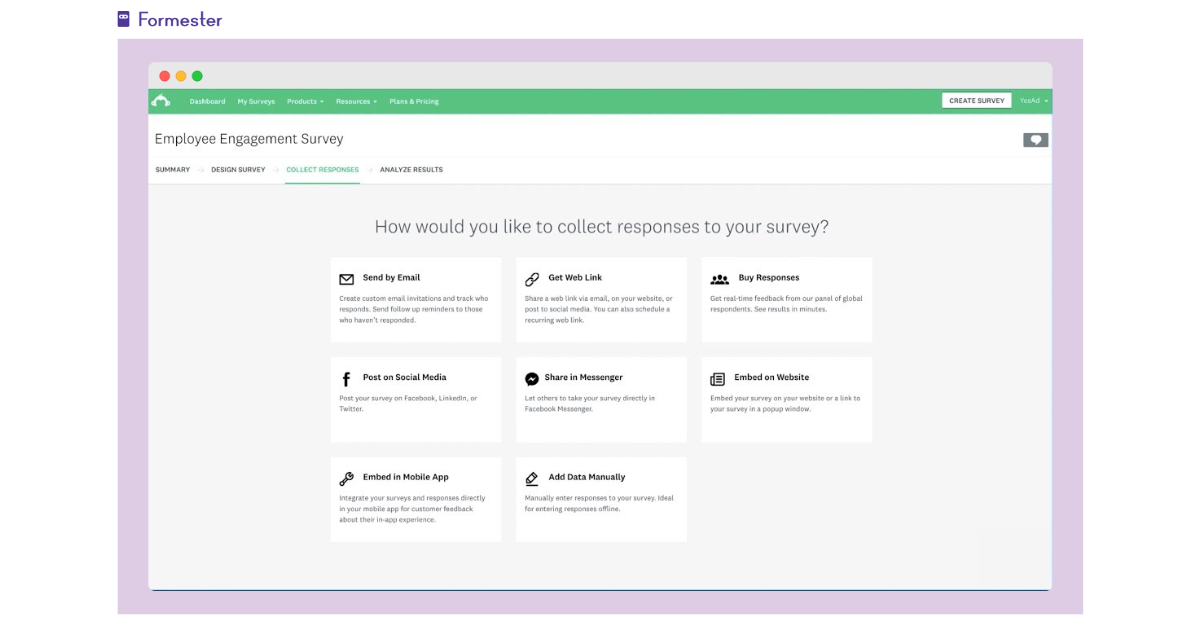 Formester
Dashboard My Surveys Products Resources Plans & Pricing CREATE SURVEY YesAd
Employee Engagement Survey
SUMMARY DESIGN SURVEY COLLECT RESPONSES ANALYZE RESULTS
How would you like to collect responses to your survey?
Send by Email
Create custom email invitations and track who
responds. Send follow up reminders to those
who haven't responded.
Get Web Link
Share a web link via email, on your website, or
post to social media. You can also schedule a
recurring web link.
Buy Responses
Get real-time feedback from our panel of global
respondents. See results in minutes.
Post on Social Media
Post your survey on Facebook, LinkedIn, or
Twitter.
Share in Messenger
Let others to take your survey directly in
Facebook Messenger.
Embed on Website
Embed your survey on your website or a link to
your survey in a popup window.
Embed in Mobile App
Integrate your surveys and responses directly
in your mobile app for customer feedback
about their in-app experience.
Add Data Manually
Manually enter responses to your survey. Ideal
for entering responses offline.